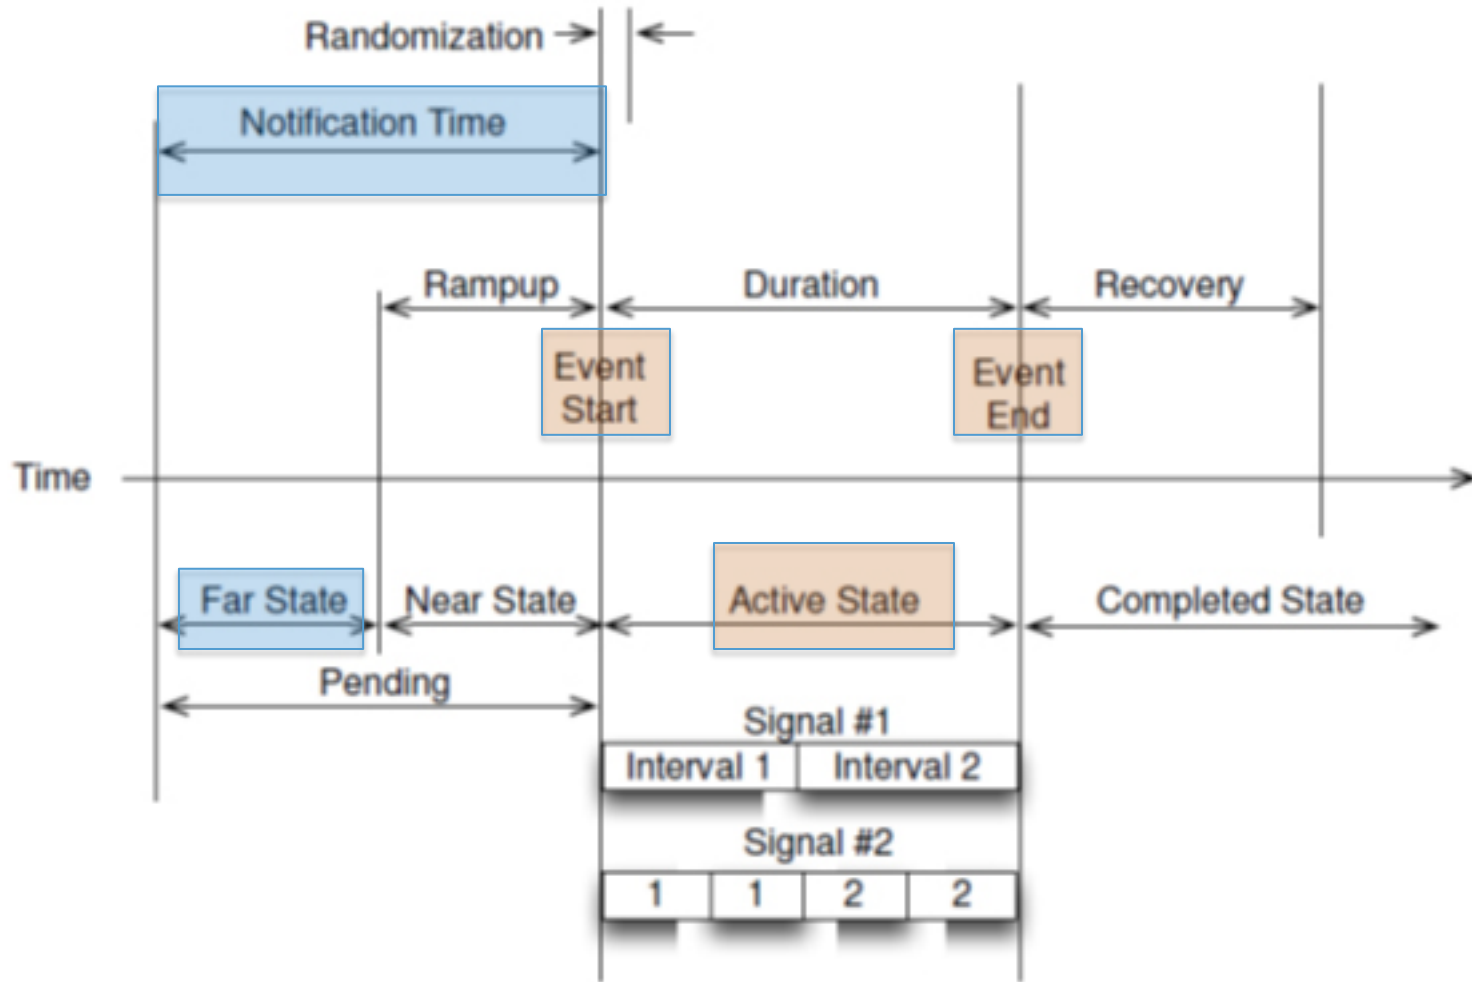 Randomization
Notification Time
Rampup
Duration
Recovery
Event
Start
Event
End
Time
Far State
Near State
Active State
Completed State
Pending
Signal #1
Interval 1
Interval 2
Signal #2
1
1
2
2